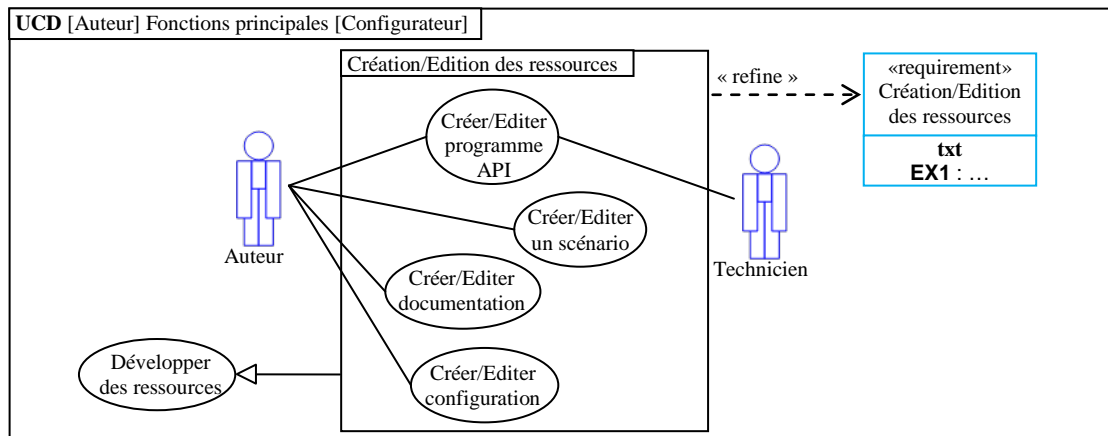 UCD [Auteur] Fonctions principales [Configurateur]
Création/Edition des ressources
« refine »
«requirement»
Création/Edition
des ressources
txt
EX1 : …
Créer/Editer
programme
API
Créer/Editer
un scénario
Auteur
Technicien
Créer/Editer
documentation
Développer
des ressources
Créer/Editer
configuration